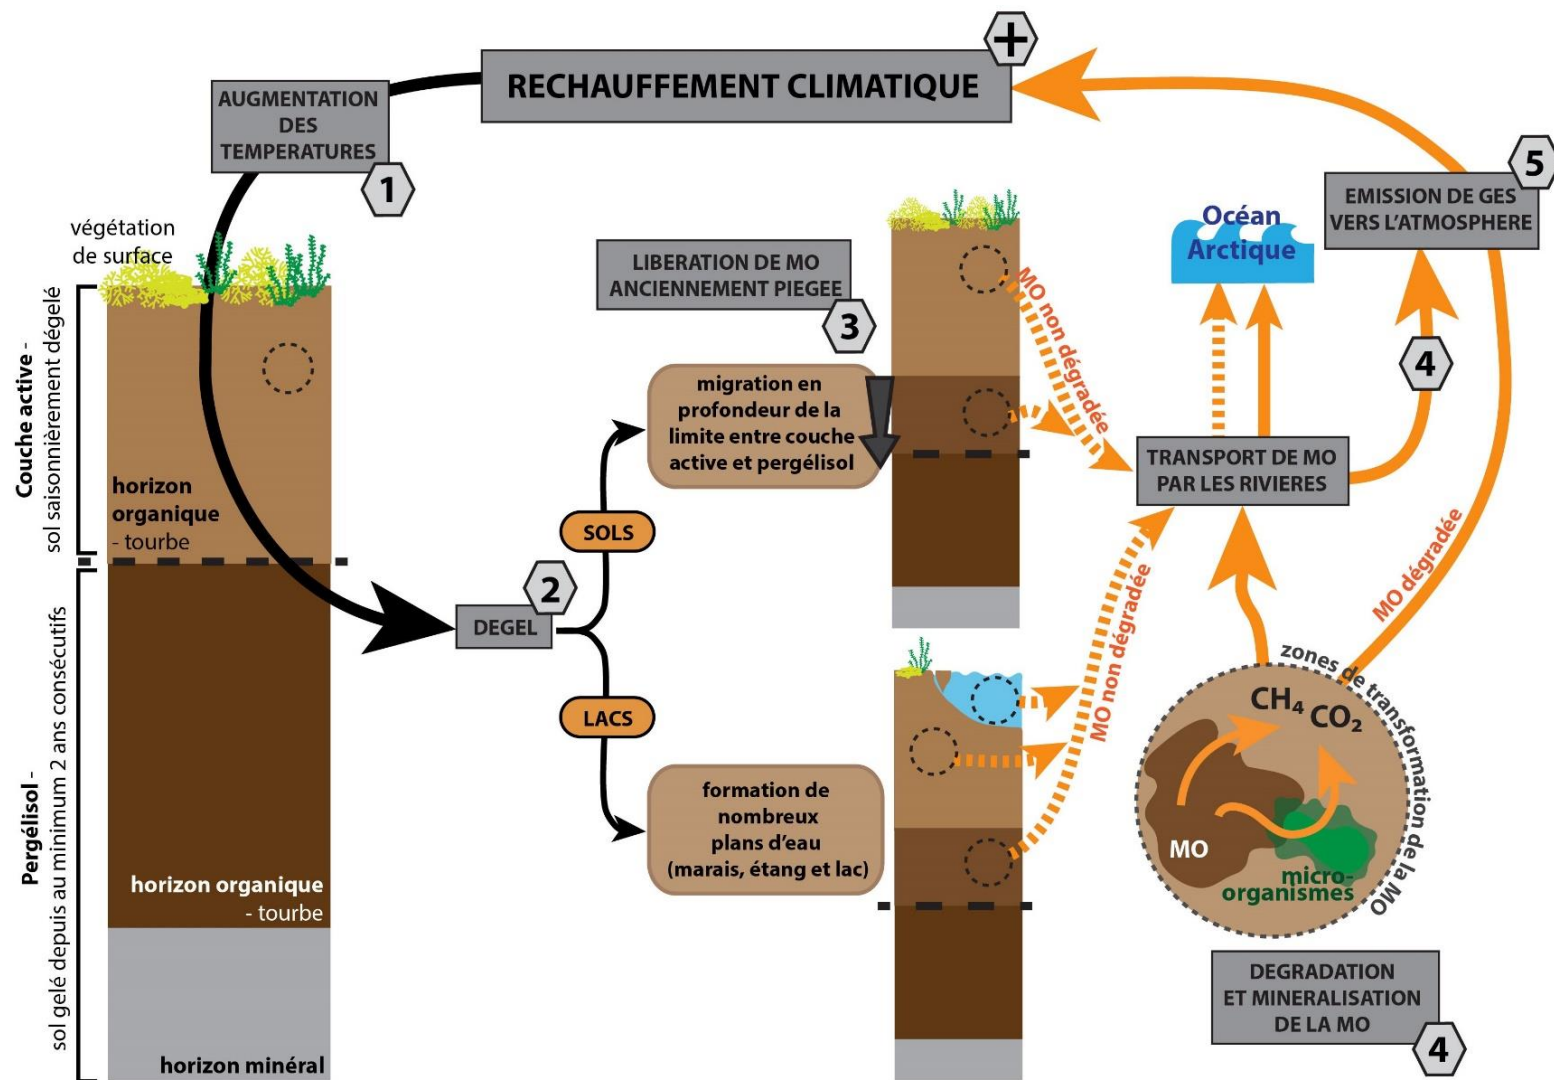 RECHAUFFEMENT CLIMATIQUE
+
AUGMENTATION
DES
TEMPERATURES
1
végétation
de surface
Couche active -
sol saisonnièrement dégelé
horizon
organique
- tourbe
Pergélisol -
sol gelé depuis au minimum 2 ans consécutifs
horizon organique
- tourbe
horizon minéral
DEGEL
2
SOLS
LACS
LIBERATION DE MO
ANCIENNEMENT PIEGEE
3
migration en
profondeur de la
limite entre couche
active et pergélisol
formation de
nombreux
plans d'eau
(marais, étang et lac)
MO non dégradée
MO non dégradée
Océan
Arctique
TRANSPORT DE MO
PAR LES RIVIERES
4
EMISSION DE GES
VERS L'ATMOSPHERE
5
MO dégradée
zones de transformation de la MO
CH₄ CO₂
MO
micro-
organismes
DEGRADATION
ET MINERALISATION
DE LA MO
4